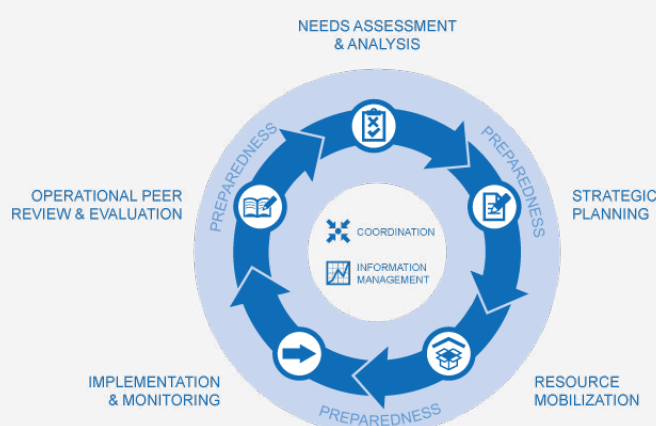 NEEDS ASSESSMENT
& ANALYSIS
PREPAREDNESS
PREPAREDNESS
OPERATIONAL PEER
REVIEW & EVALUATION
STRATEGIC
PLANNING
COORDINATION
INFORMATION
MANAGEMENT
IMPLEMENTATION
& MONITORING
RESOURCE
MOBILIZATION
PREPAREDNESS